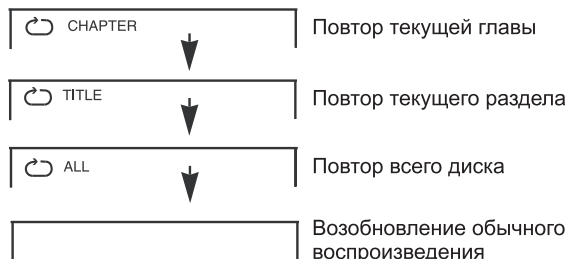 CHAPTER Повтор текущей главы
TITLE Повтор текущего раздела
ALL Повтор всего диска
Возобновление обычного
воспроизведения